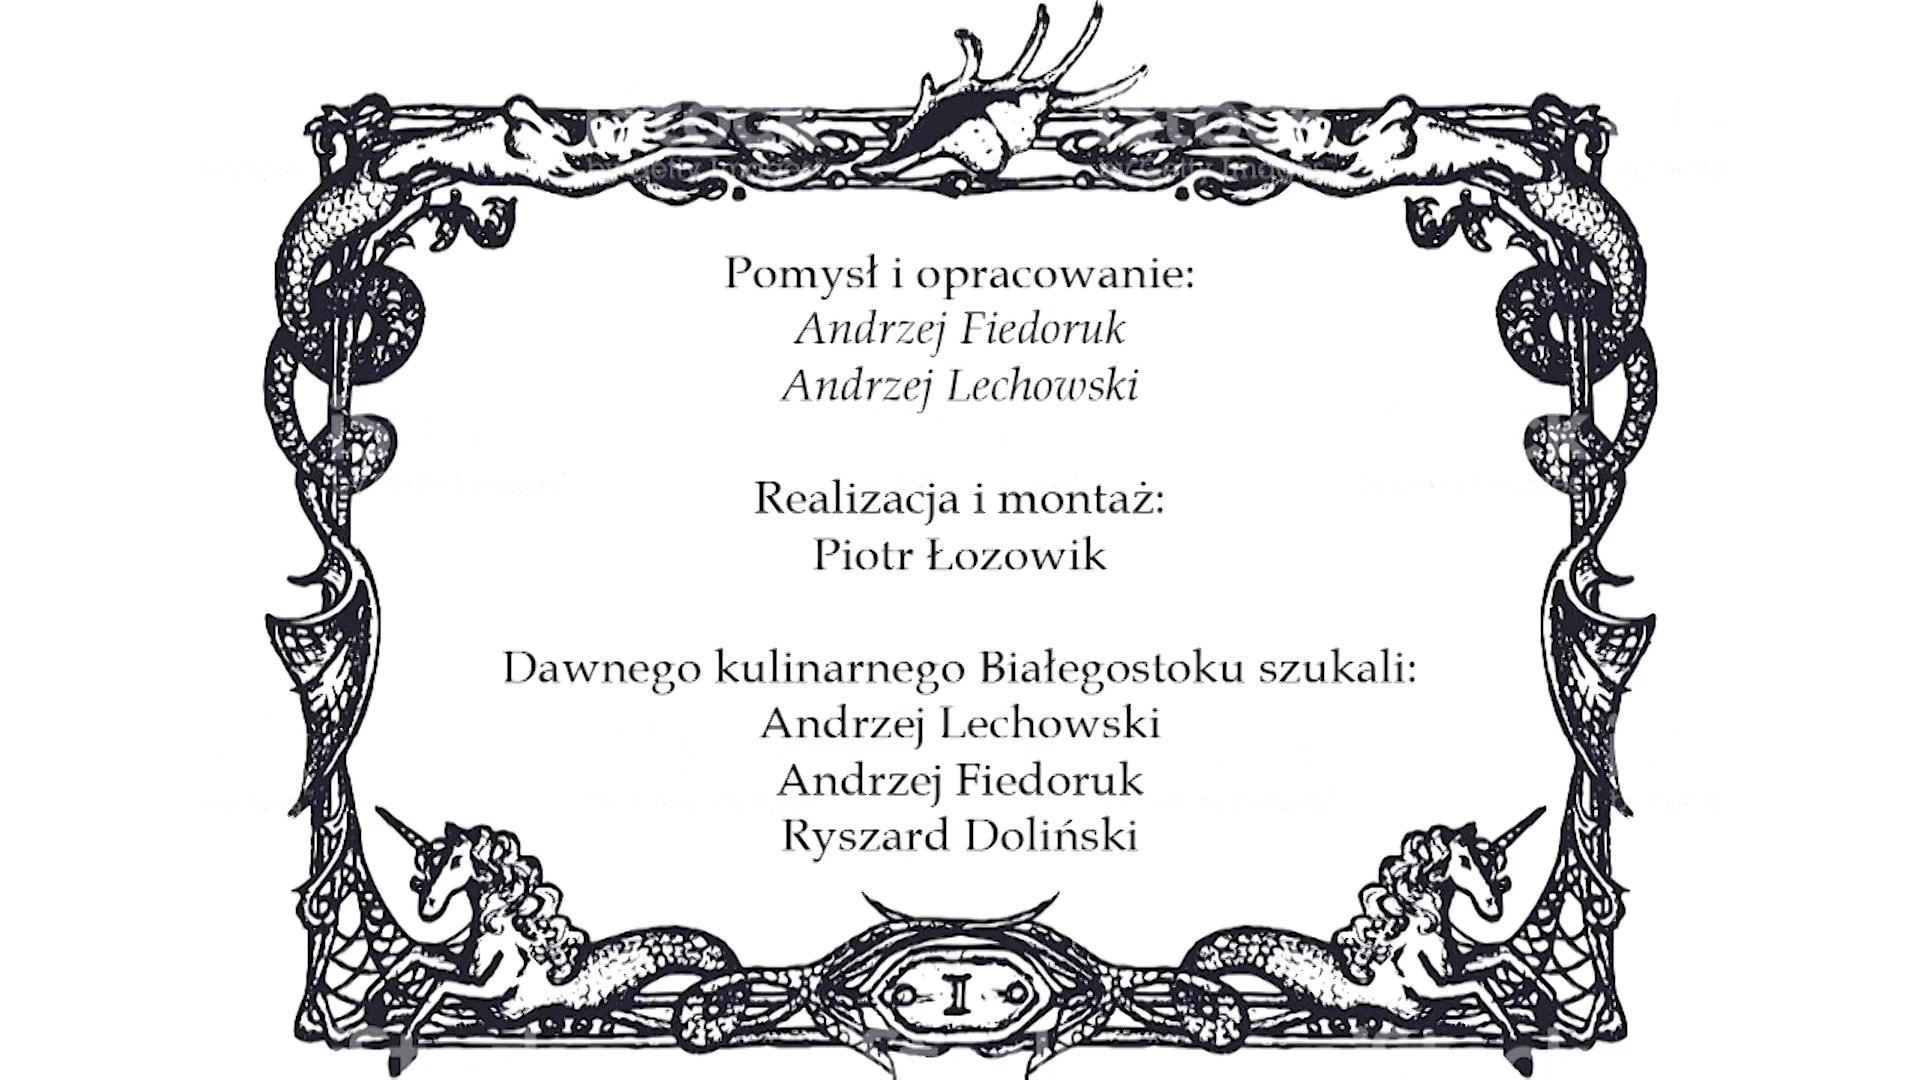 Pomysł i opracowanie:
Andrzej Fiedoruk
Andrzej Lechowski
Realizacja i montaż:
Piotr Łozowik
Dawnego kulinarnego Białegostoku szukali:
Andrzej Lechowski
Andrzej Fiedoruk
Ryszard Doliński
I